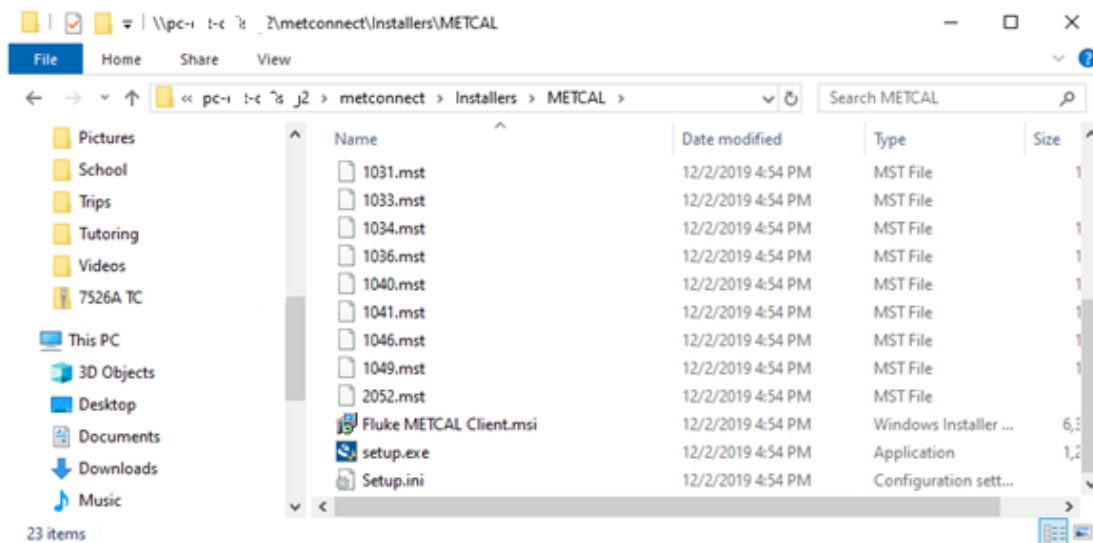 \metconnect\Installers\METCAL
File Home Share View
metconnect > Installers > METCAL > Search METCAL
Name Date modified Type Size
Pictures
School
Trips
Tutoring
Videos
7526A TC
This PC
3D Objects
Desktop
Documents
Downloads
Music
1031.mst 12/2/2019 4:54 PM MST File 1
1033.mst 12/2/2019 4:54 PM MST File
1034.mst 12/2/2019 4:54 PM MST File 1
1036.mst 12/2/2019 4:54 PM MST File 1
1040.mst 12/2/2019 4:54 PM MST File 1
1041.mst 12/2/2019 4:54 PM MST File 1
1046.mst 12/2/2019 4:54 PM MST File 1
1049.mst 12/2/2019 4:54 PM MST File 1
2052.mst 12/2/2019 4:54 PM MST File
Fluke METCAL Client.msi 12/2/2019 4:54 PM Windows Installer ...
setup.exe 12/2/2019 4:54 PM Application
Setup.ini 12/2/2019 4:54 PM Configuration sett...
23 items